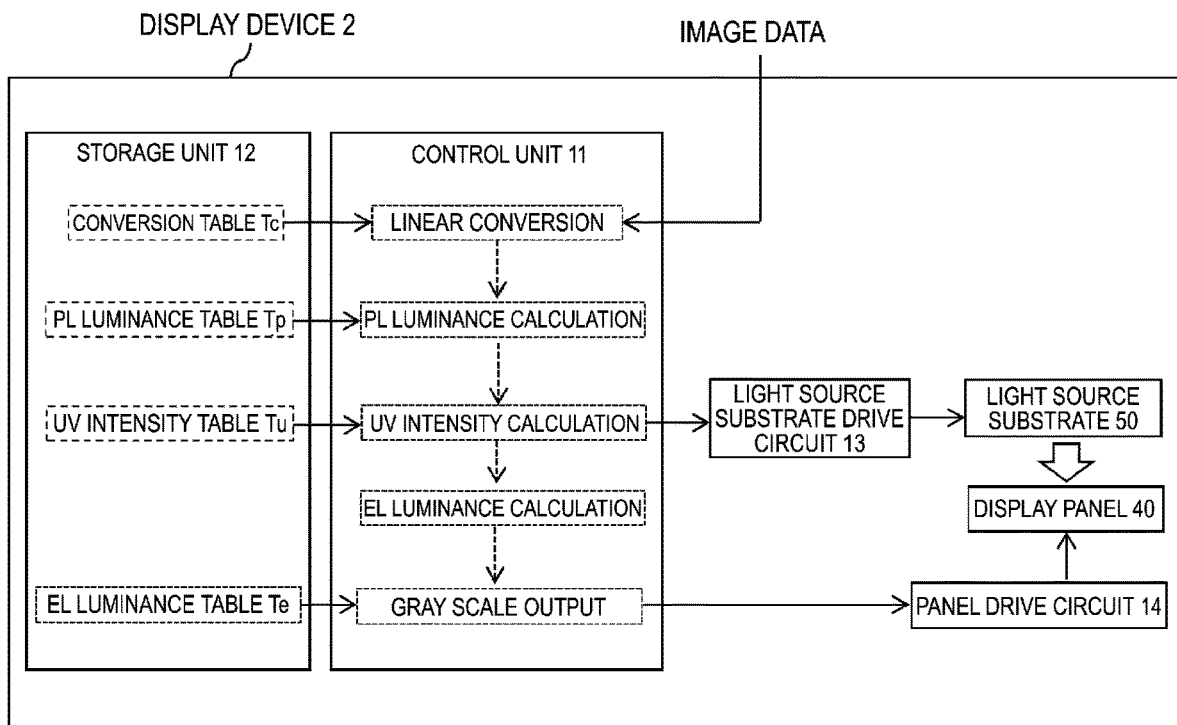 DISPLAY DEVICE 2
IMAGE DATA
STORAGE UNIT 12
CONTROL UNIT 11
CONVERSION TABLE Tc
LINEAR CONVERSION
PL LUMINANCE TABLE Tp
PL LUMINANCE CALCULATION
UV INTENSITY TABLE Tu
UV INTENSITY CALCULATION
LIGHT SOURCE
SUBSTRATE DRIVE
CIRCUIT 13
LIGHT SOURCE
SUBSTRATE 50
EL LUMINANCE CALCULATION
DISPLAY PANEL 40
EL LUMINANCE TABLE Te
GRAY SCALE OUTPUT
PANEL DRIVE CIRCUIT 14